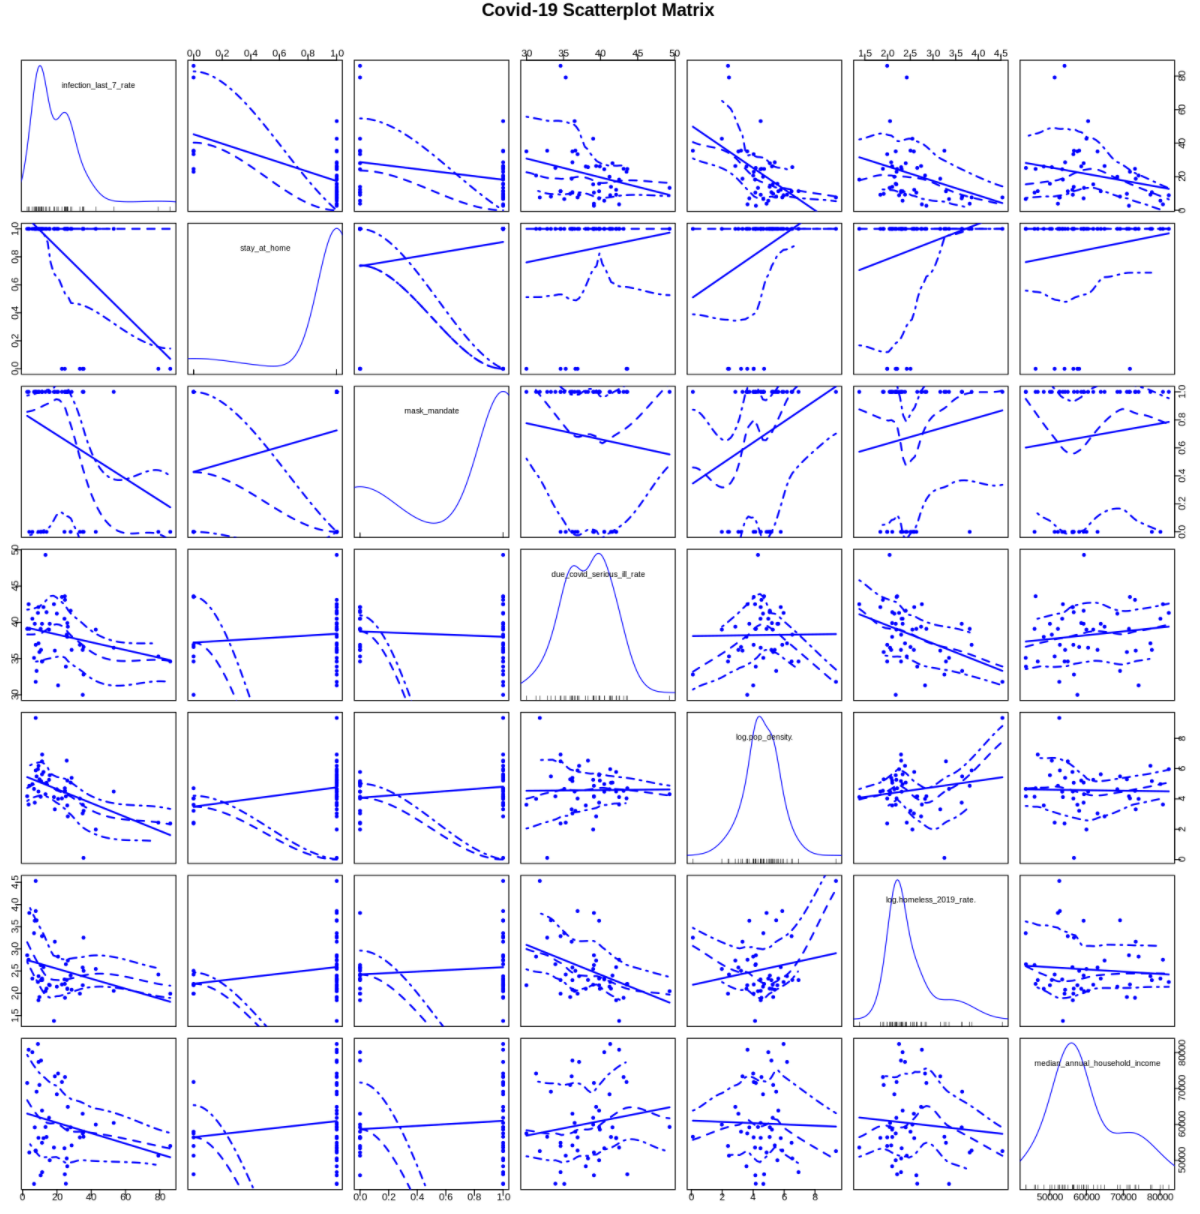 Covid-19 Scatterplot Matrix
0,0 0,2 0,4 0,6 0,8 1,0
30 35 40 45 50
1,5 2,0 2,5 3,0 3,5 4,0 4,5
infection_last_7_rate
0 20 40 60 80
stay_at_home
0,0 0,2 0,4 0,6 0,8 1,0
mask_mandate
0,0 0,2 0,4 0,6 0,8 1,0
due_covid_serious_ill_rate
30 35 40 45 50
log.pop_density.
0 2 4 6 8
log.homeless_2019_rate.
1,5 2,0 2,5 3,0 3,5 4,0 4,5
median_annual_household_income
50000 60000 70000 80000
0 20 40 60 80
0,0 0,2 0,4 0,6 0,8 1,0
0 2 4 6 8
50000 60000 70000 80000